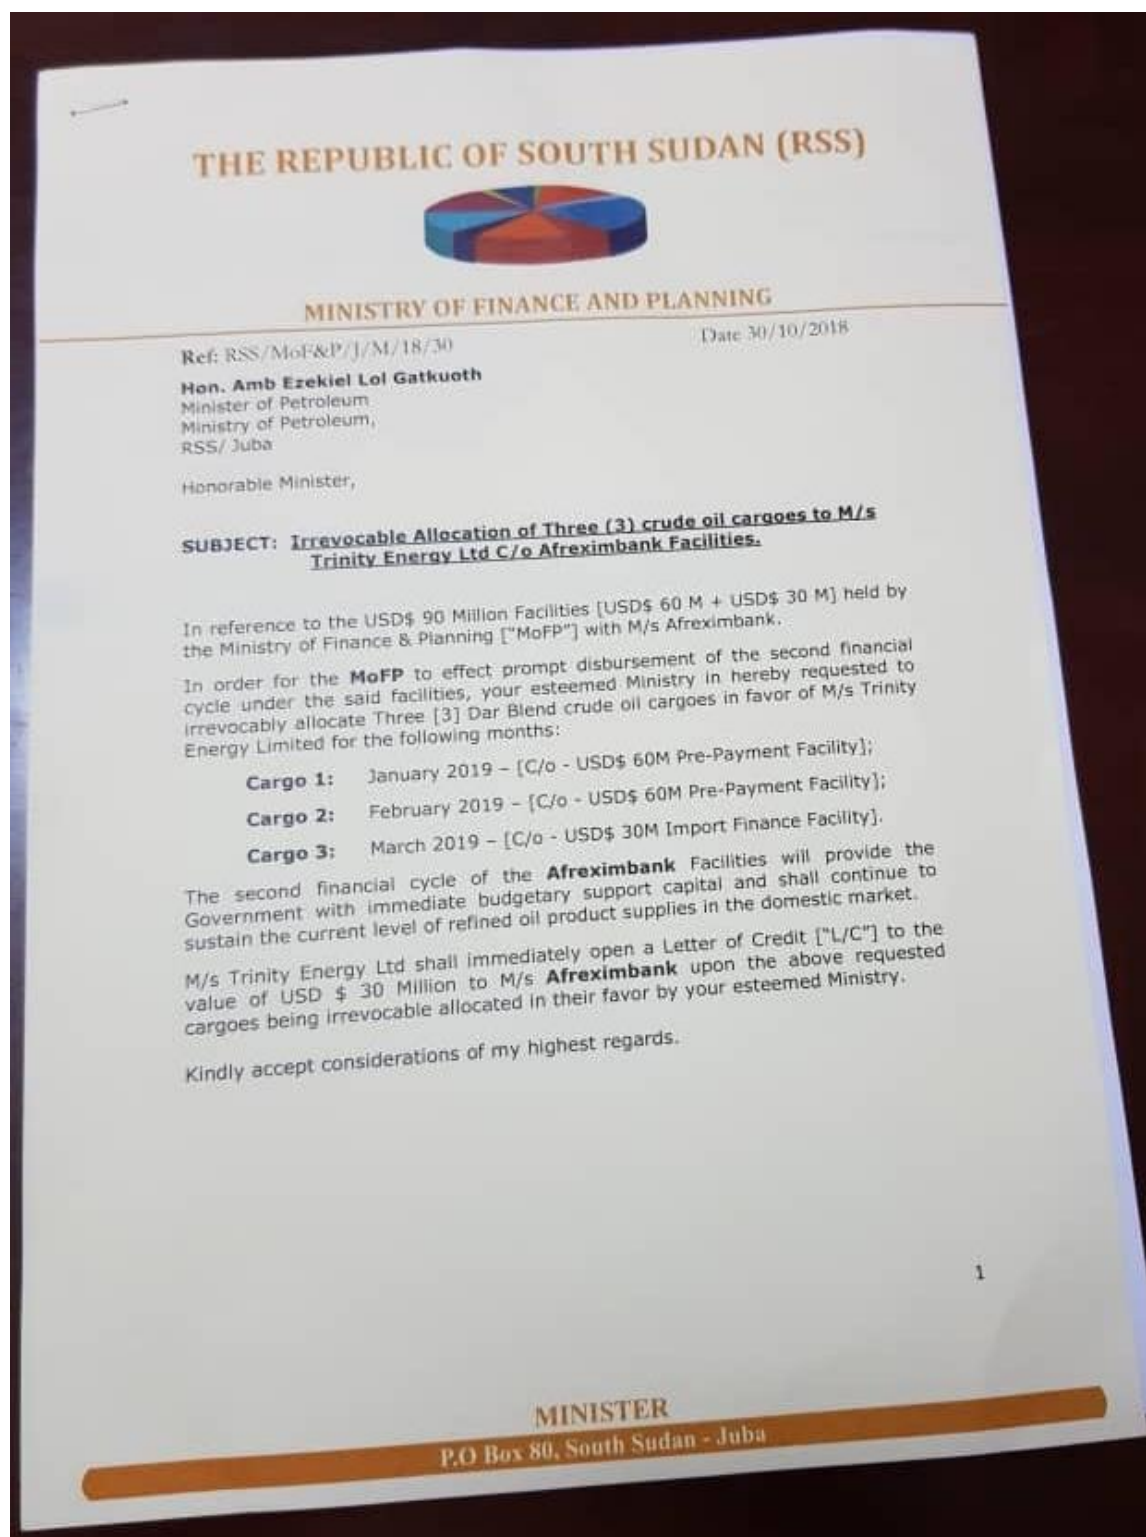 THE REPUBLIC OF SOUTH SUDAN (RSS)
MINISTRY OF FINANCE AND PLANNING
Ref: RSS/MoF&P/J/M/18/30
Date 30/10/2018
Hon. Amb Ezekiel Lol Gatkuoth
Minister of Petroleum
Ministry of Petroleum,
RSS/ Juba
Honorable Minister,
SUBJECT: Irrevocable Allocation of Three (3) crude oil cargoes to M/s
Trinity Energy Ltd C/o Afreximbank Facilities.
In reference to the USD$ 90 Million Facilities [USD$ 60 M + USD$ 30 M] held by
the Ministry of Finance & Planning ["MoFP"] with M/s Afreximbank.
In order for the MoFP to effect prompt disbursement of the second financial
cycle under the said facilities, your esteemed Ministry in hereby requested to
irrevocably allocate Three [3] Dar Blend crude oil cargoes in favor of M/s Trinity
Energy Limited for the following months:
Cargo 1: January 2019 – [C/o - USD$ 60M Pre-Payment Facility];
Cargo 2: February 2019 – [C/o - USD$ 60M Pre-Payment Facility];
Cargo 3: March 2019 – [C/o - USD$ 30M Import Finance Facility].
The second financial cycle of the Afreximbank Facilities will provide the
Government with immediate budgetary support capital and shall continue to
sustain the current level of refined oil product supplies in the domestic market.
M/s Trinity Energy Ltd shall immediately open a Letter of Credit ["L/C"] to the
value of USD $ 30 Million to M/s Afreximbank upon the above requested
cargoes being irrevocable allocated in their favor by your esteemed Ministry.
Kindly accept considerations of my highest regards.
1
MINISTER
P.O Box 80, South Sudan - Juba